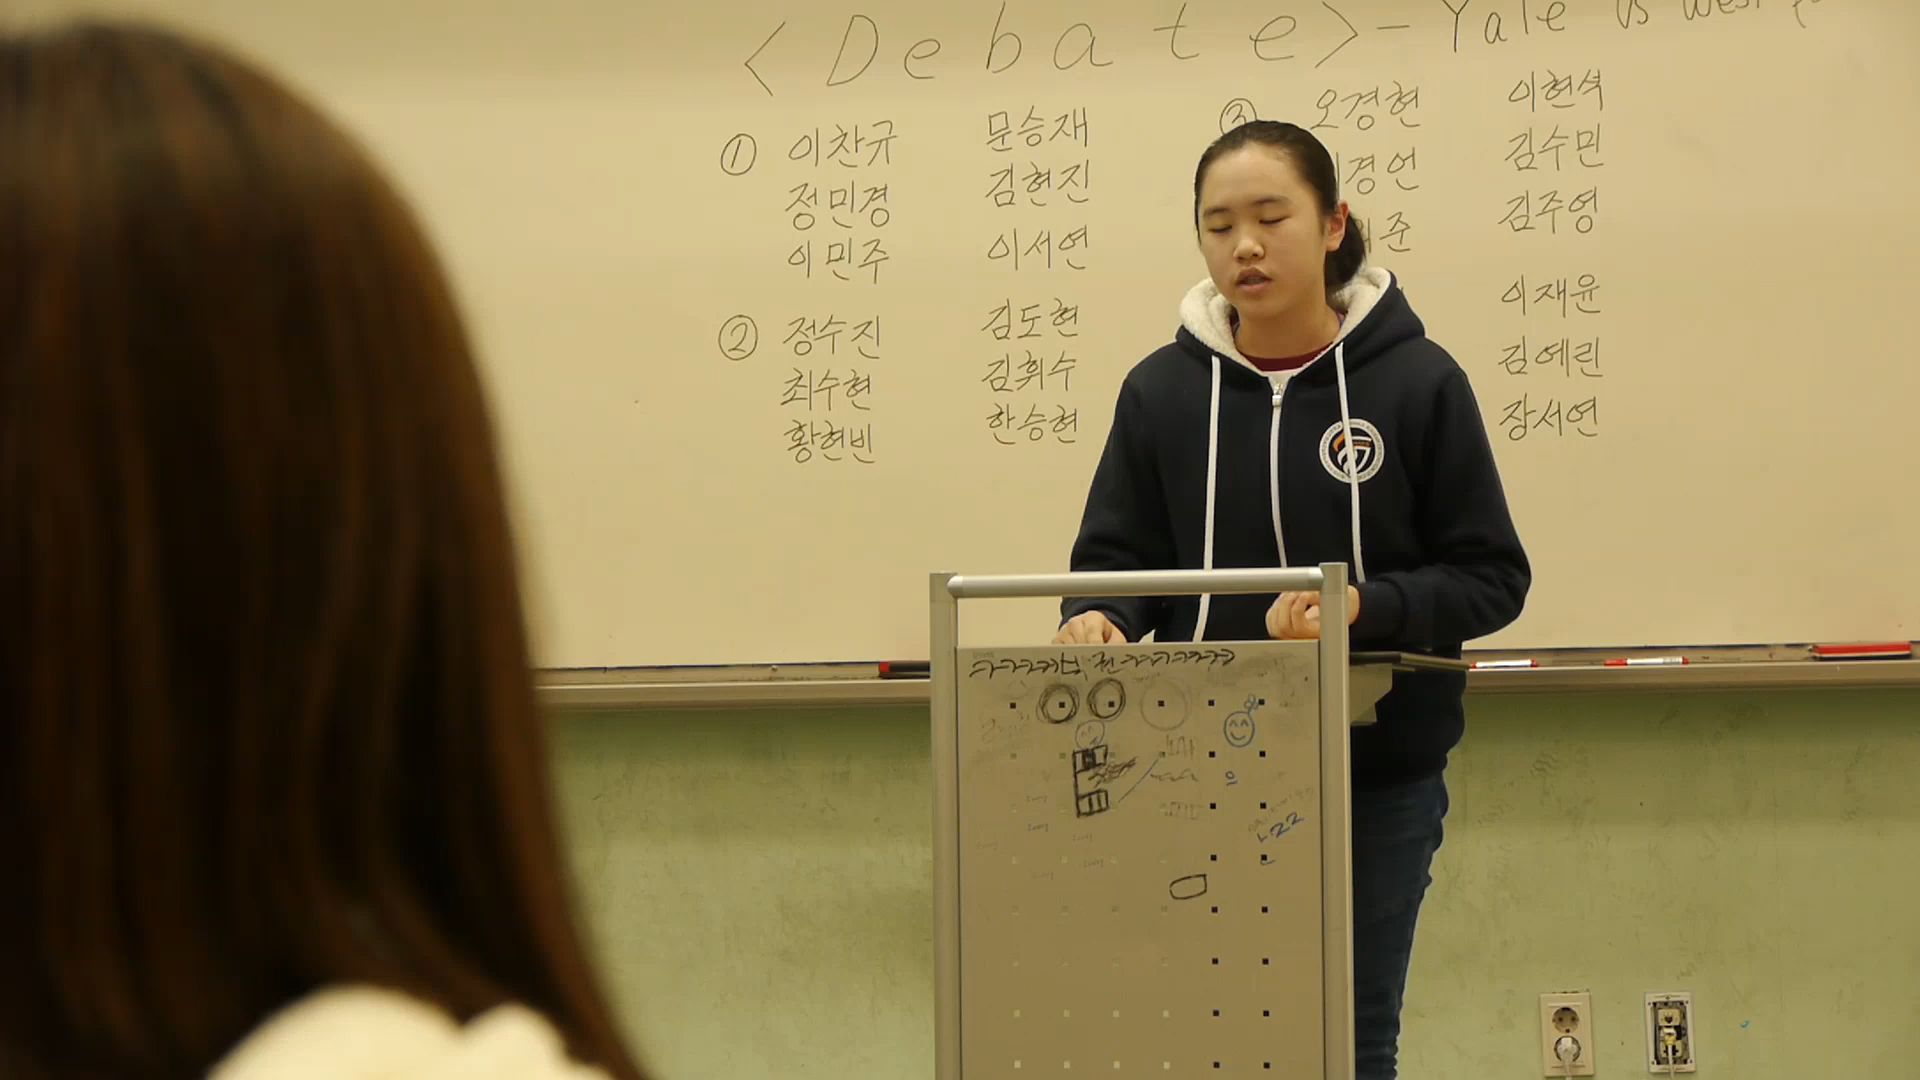 <Debate> - Yale vs West
① 이찬규 문승재
정민경 김현진
이민주 이서연
② 정수진 김도현
최수현 김휘수
황현빈 한승현
③ 오경현 이현석
경언 김수민
준 김주영
이재윤
김예린
장서연